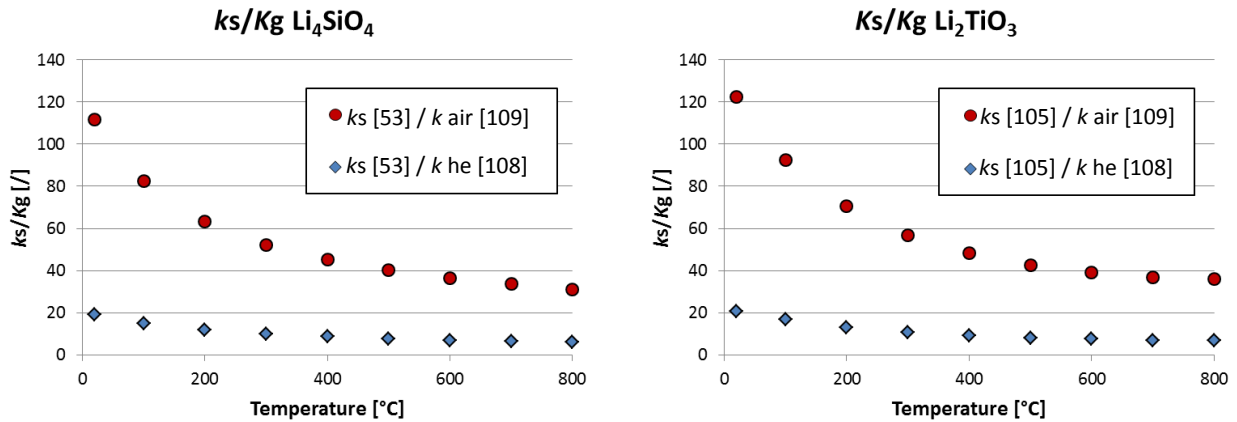 ks/Kg Li₄SiO₄
140
120
100
80
60
40
20
0
ks/Kg [/]
ks [53] / k air [109]
ks [53] / k he [108]
0 200 400 600 800
Temperature [°C]
Ks/Kg Li₂TiO₃
140
120
100
80
60
40
20
0
ks/Kg [/]
ks [105] / k air [109]
ks [105] / k he [108]
0 200 400 600 800
Temperature [°C]